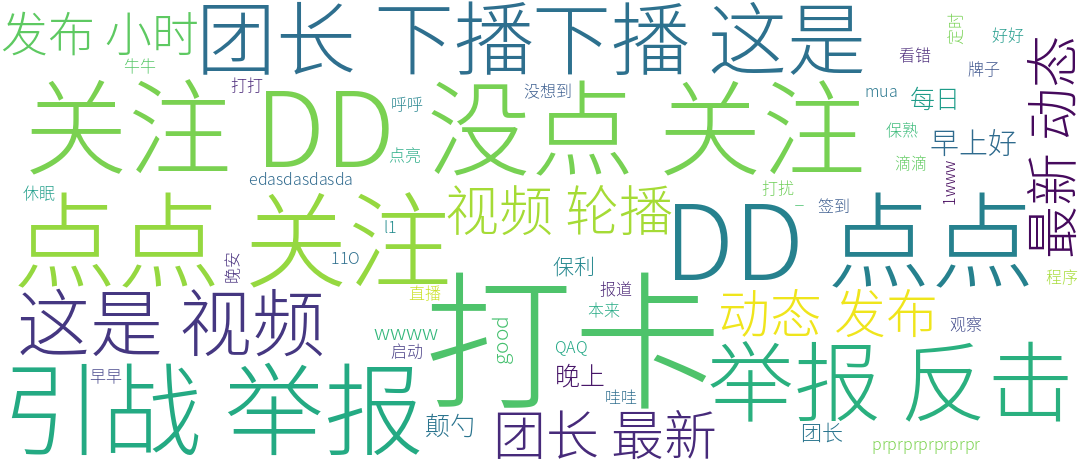 发布 小时
团长 下播
下播 这是
定时
好好
牛牛
打打
看错
牌子
最新 动态
关注 DD
没点 关注
呼呼
没想到
mua
每日
点亮
保熟
早上好
edasdasdasda
滴滴
1www
休眠
点点 关注
视频 轮播
打扰
_
签到
DD 点点
l1
晚安
11O
保利
直播
报道
本来
程序
这是 视频
打卡
动态 发布
观察
wwww
启动
good
QAQ
晚上
哇哇
举报 反击
引战 举报
早早
颠勺
团长 最新
团长
prprprprprprpr